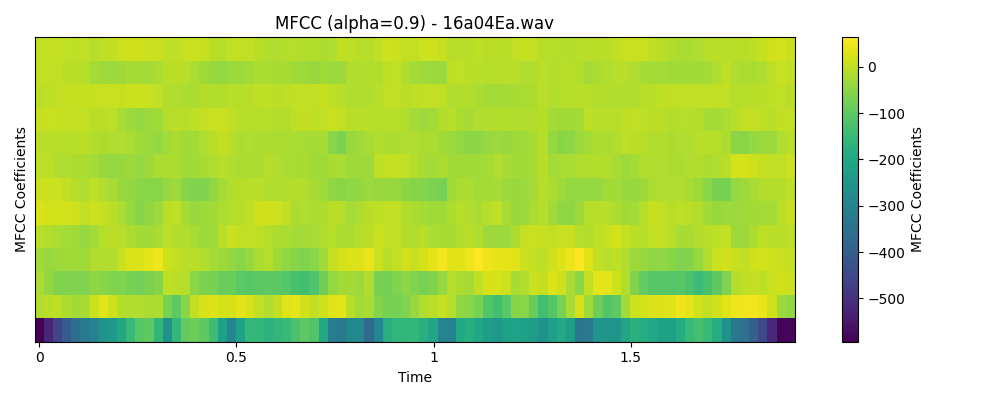 MFCC (alpha=0.9) - 16a04Ea.wav
MFCC Coefficients
0
0.5
1
1.5
Time
0
−100
−200
−300
−400
−500
MFCC Coefficients